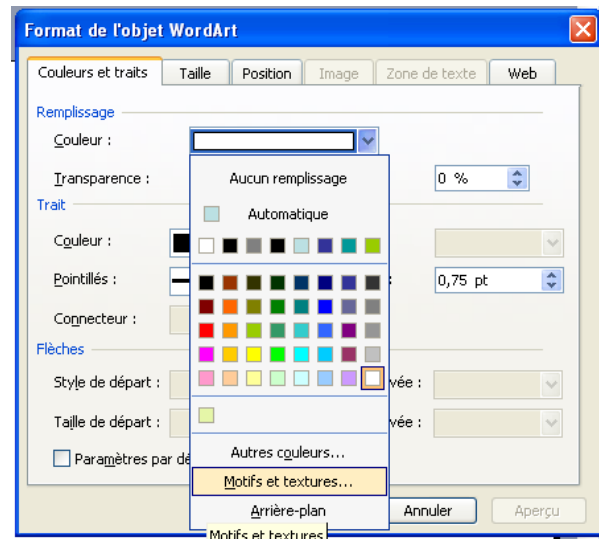 Format de l'objet WordArt
Couleurs et traits Taille Position Image Zone de texte Web
Remplissage
Couleur :
Transparence : Aucun remplissage 0 %
Trait
Automatique
Couleur :
Pointillés : : 0,75 pt
Connecteur :
Flèches
Style de départ : vée :
Taille de départ : vée :
Autres couleurs...
Paramètres par dé
Motifs et textures...
Arrière-plan Annuler Aperçu
Motifs et textures